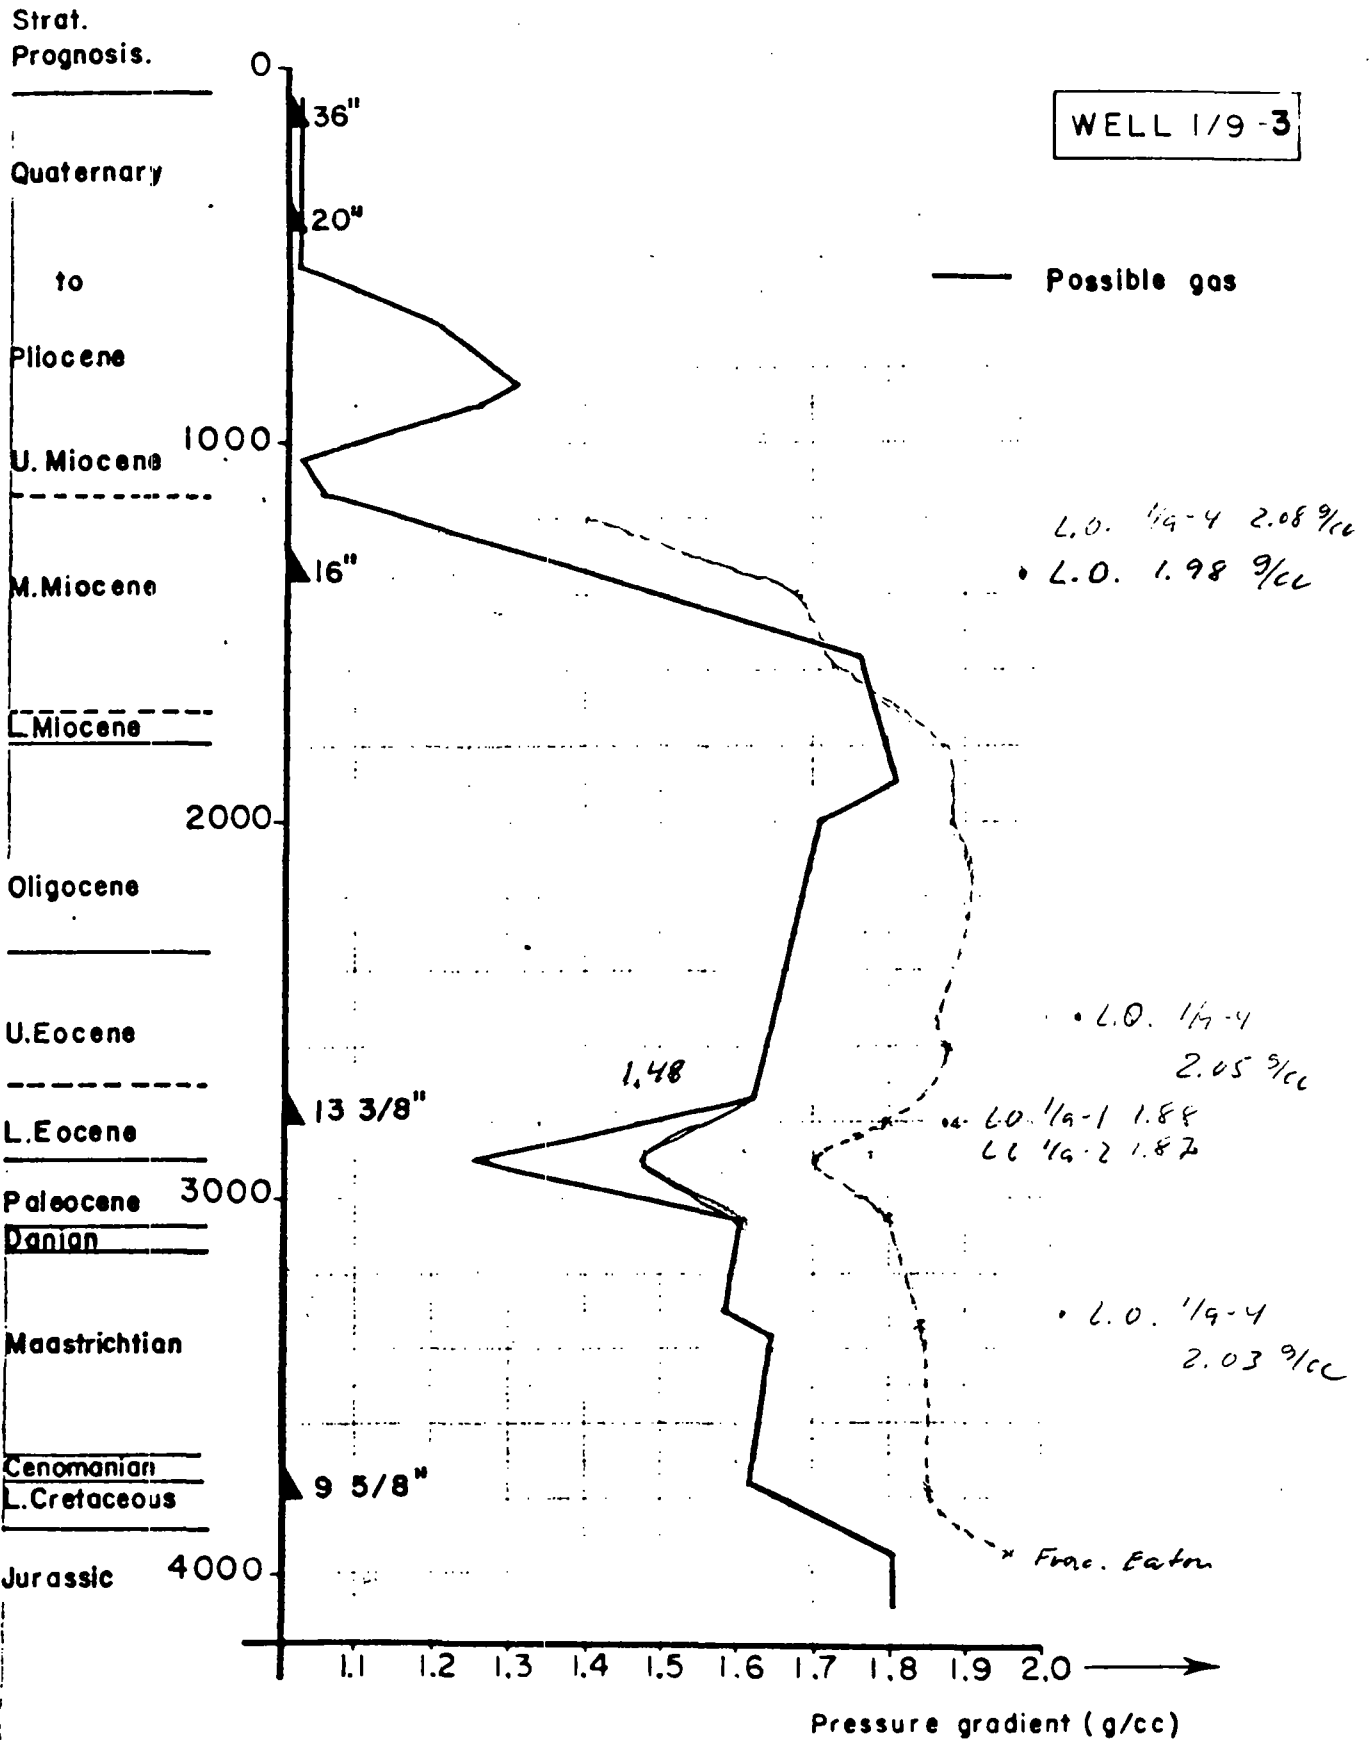 Strat.
Prognosis.
0
36"
WELL 1/9-3
Quaternary
20"
to
Possible gas
Pliocene
1000
U. Miocene
L.O. 1/9-4 2.08 g/cc
16"
• L.O. 1.98 g/cc
M.Miocene
L.Miocene
2000
Oligocene
• L.O. 1/9-4
U.Eocene
2.05 g/cc
1.48
13 3/8"
L.O. 1/9-1 1.88
L.Eocene
1/9-2 1.87
3000
Paleocene
Danian
• L.O. 1/9-4
Maastrichtian
2.03 g/cc
Cenomanian
9 5/8"
L.Cretaceous
Frac. Eaton
4000
Jurassic
1.1 1.2 1.3 1.4 1.5 1.6 1.7 1.8 1.9 2.0
Pressure gradient (g/cc)